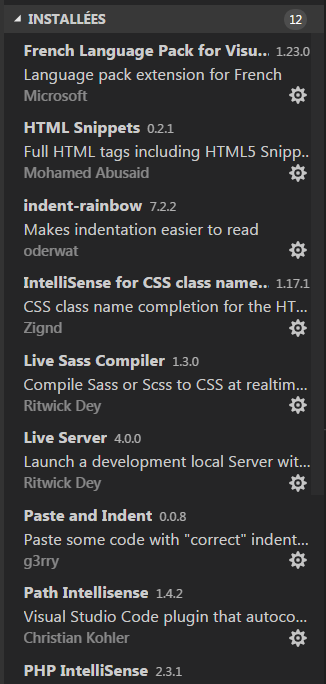 INSTALLÉES 12
French Language Pack for Visu... 1.23.0
Language pack extension for French
Microsoft
HTML Snippets 0.2.1
Full HTML tags including HTML5 Snipp...
Mohamed Abusaid
indent-rainbow 7.2.2
Makes indentation easier to read
oderwat
IntelliSense for CSS class name... 1.17.1
CSS class name completion for the HT...
Zignd
Live Sass Compiler 1.3.0
Compile Sass or Scss to CSS at realtim...
Ritwick Dey
Live Server 4.0.0
Launch a development local Server wit...
Ritwick Dey
Paste and Indent 0.0.8
Paste some code with "correct" indent...
g3rry
Path Intellisense 1.4.2
Visual Studio Code plugin that autoco...
Christian Kohler
PHP IntelliSense 2.3.1